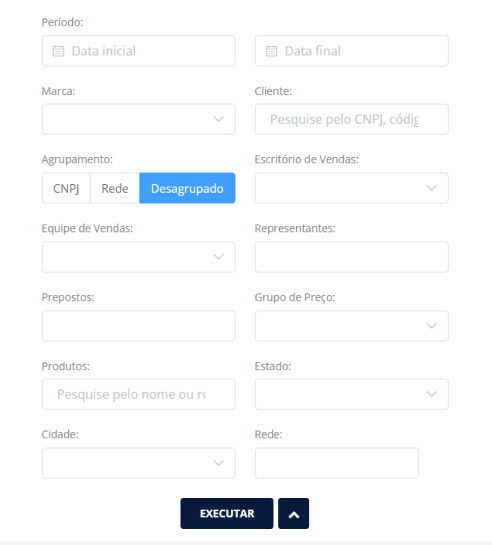 Período:
Data inicial
Data final
Marca:
Cliente:
Pesquise pelo CNPJ, códig
Agrupamento:
Escritório de Vendas:
CNPJ
Rede
Desagrupado
Equipe de Vendas:
Representantes:
Prepostos:
Grupo de Preço:
Produtos:
Estado:
Pesquise pelo nome ou re
Cidade:
Rede:
EXECUTAR